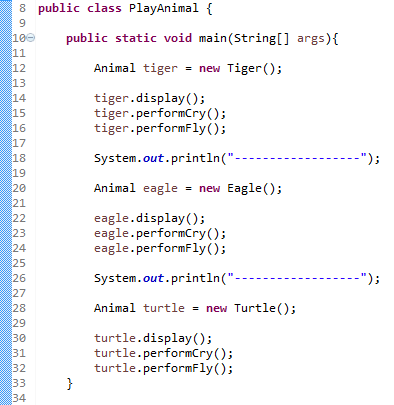 8 public class PlayAnimal {
9
10 public static void main(String[] args){
11
12 Animal tiger = new Tiger();
13
14 tiger.display();
15 tiger.performCry();
16 tiger.performFly();
17
18 System.out.println("------------------");
19
20 Animal eagle = new Eagle();
21
22 eagle.display();
23 eagle.performCry();
24 eagle.performFly();
25
26 System.out.println("------------------");
27
28 Animal turtle = new Turtle();
29
30 turtle.display();
31 turtle.performCry();
32 turtle.performFly();
33 }
34